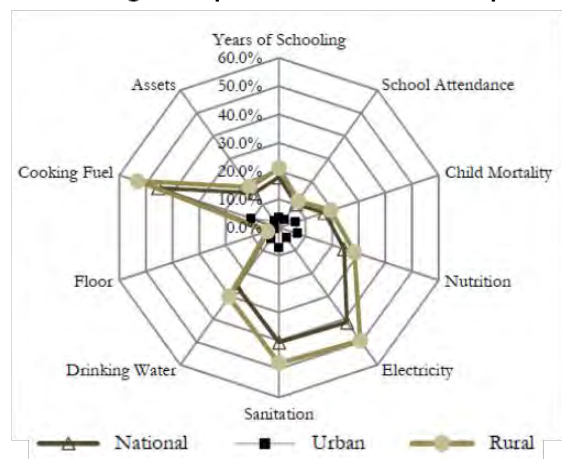 Years of Schooling
60.0%
50.0%
40.0%
30.0%
20.0%
10.0%
0.0%
School Attendance
Child Mortality
Nutrition
Electricity
Sanitation
Drinking Water
Floor
Cooking Fuel
Assets
National
Urban
Rural